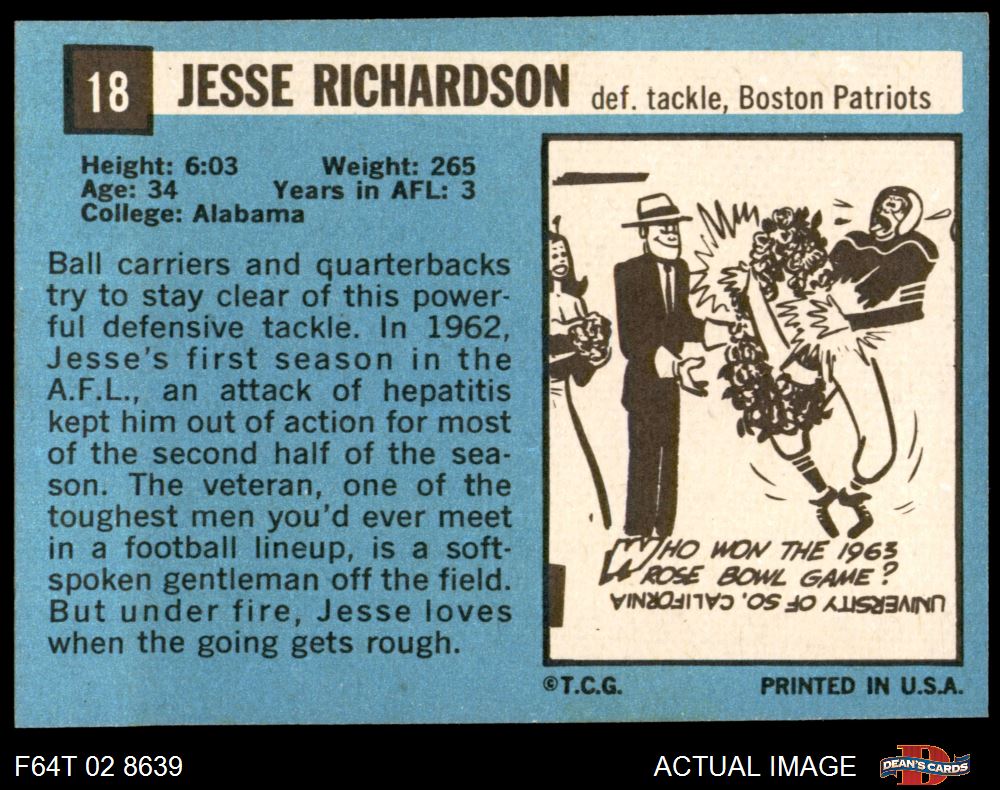 18 JESSE RICHARDSON def. tackle, Boston Patriots
Height: 6:03 Weight: 265
Age: 34 Years in AFL: 3
College: Alabama
Ball carriers and quarterbacks
try to stay clear of this power-
ful defensive tackle. In 1962,
Jesse's first season in the
A.F.L., an attack of hepatitis
kept him out of action for most
of the second half of the sea-
son. The veteran, one of the
toughest men you'd ever meet
in a football lineup, is a soft-
spoken gentleman off the field.
But under fire, Jesse loves
when the going gets rough.
WHO WON THE 1963
ROSE BOWL GAME?
UNIVERSITY OF SO. CALIFORNIA
©T.C.G. PRINTED IN U.S.A.
F64T 02 8639 ACTUAL IMAGE D DEAN'S CARDS